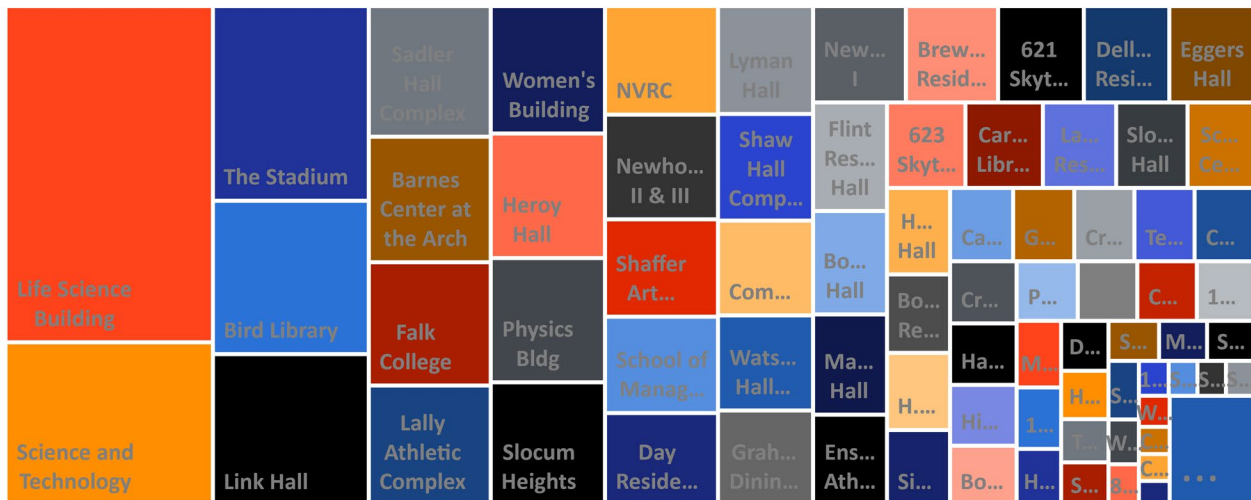 Life Science
Building
Science and
Technology
The Stadium
Bird Library
Link Hall
Sadler
Hall
Complex
Barnes
Center at
the Arch
Falk
College
Lally
Athletic
Complex
Women's
Building
Heroy
Hall
Physics
Bldg
Slocum
Heights
NVRC
Newho...
II & III
Shaffer
Art...
School of
Manag...
Day
Reside...
Lyman
Hall
Shaw
Hall
Comp...
Com...
Wats...
Hall...
Grah...
Dinin...
New...
I
Flint
Res...
Hall
Bo...
Hall
Ma...
Hall
Ens...
Ath...
Brew...
Resid...
621
Skyt...
Dell...
Resi...
Eggers
Hall
623
Skyt...
Car...
Libr...
La...
Res...
Slo...
Hall
Sc...
Ce...
H...
Hall
Bo...
Re...
H...
Si...
Ca...
G...
Cr...
Te...
C...
Cr...
P...
C...
1...
Ha...
Hi...
Bo...
M...
1...
H...
D...
H...
T...
S...
S...
M...
S...
S...
W...
8...
1...
S...
S...
S...
W...
C...
C...
...